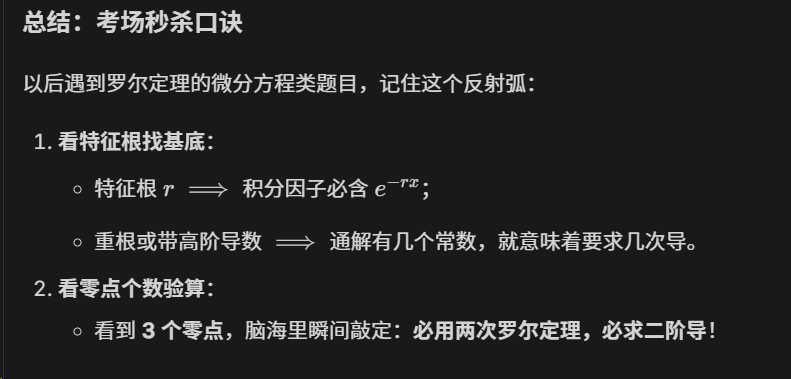 总结：考场秒杀口诀
以后遇到罗尔定理的微分方程类题目，记住这个反射弧：
1. 看特征根找基底：
◦ 特征根 r ⟹ 积分因子必含 e^{-rx}；
◦ 重根或带高阶导数 ⟹ 通解有几个常数，就意味着要求几次导。
2. 看零点个数验算：
◦ 看到 3 个零点，脑海里瞬间敲定：必用两次罗尔定理，必求二阶导！